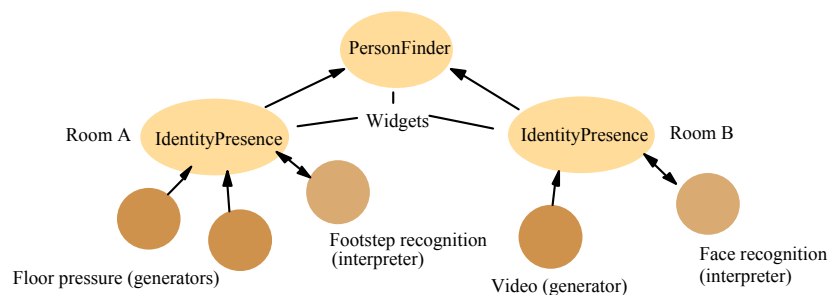 PersonFinder
Room A
IdentityPresence
Widgets
IdentityPresence
Room B
Footstep recognition
(interpreter)
Floor pressure (generators)
Video (generator)
Face recognition
(interpreter)